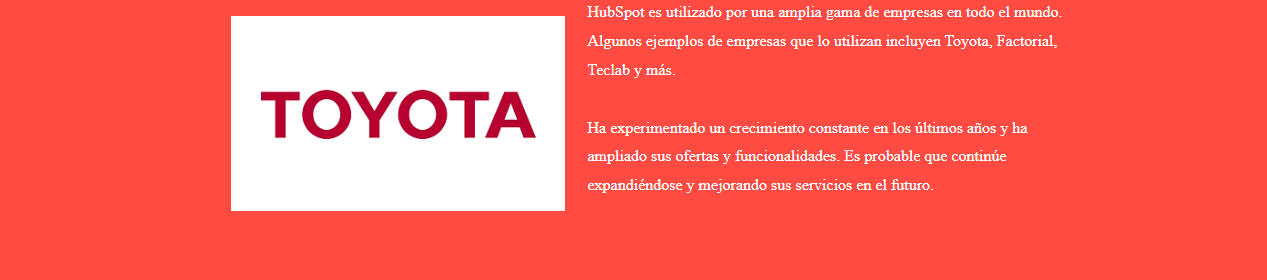 HubSpot es utilizado por una amplia gama de empresas en todo el mundo.
Algunos ejemplos de empresas que lo utilizan incluyen Toyota, Factorial,
Teclab y más.
TOYOTA
Ha experimentado un crecimiento constante en los últimos años y ha
ampliado sus ofertas y funcionalidades. Es probable que continúe
expandiéndose y mejorando sus servicios en el futuro.